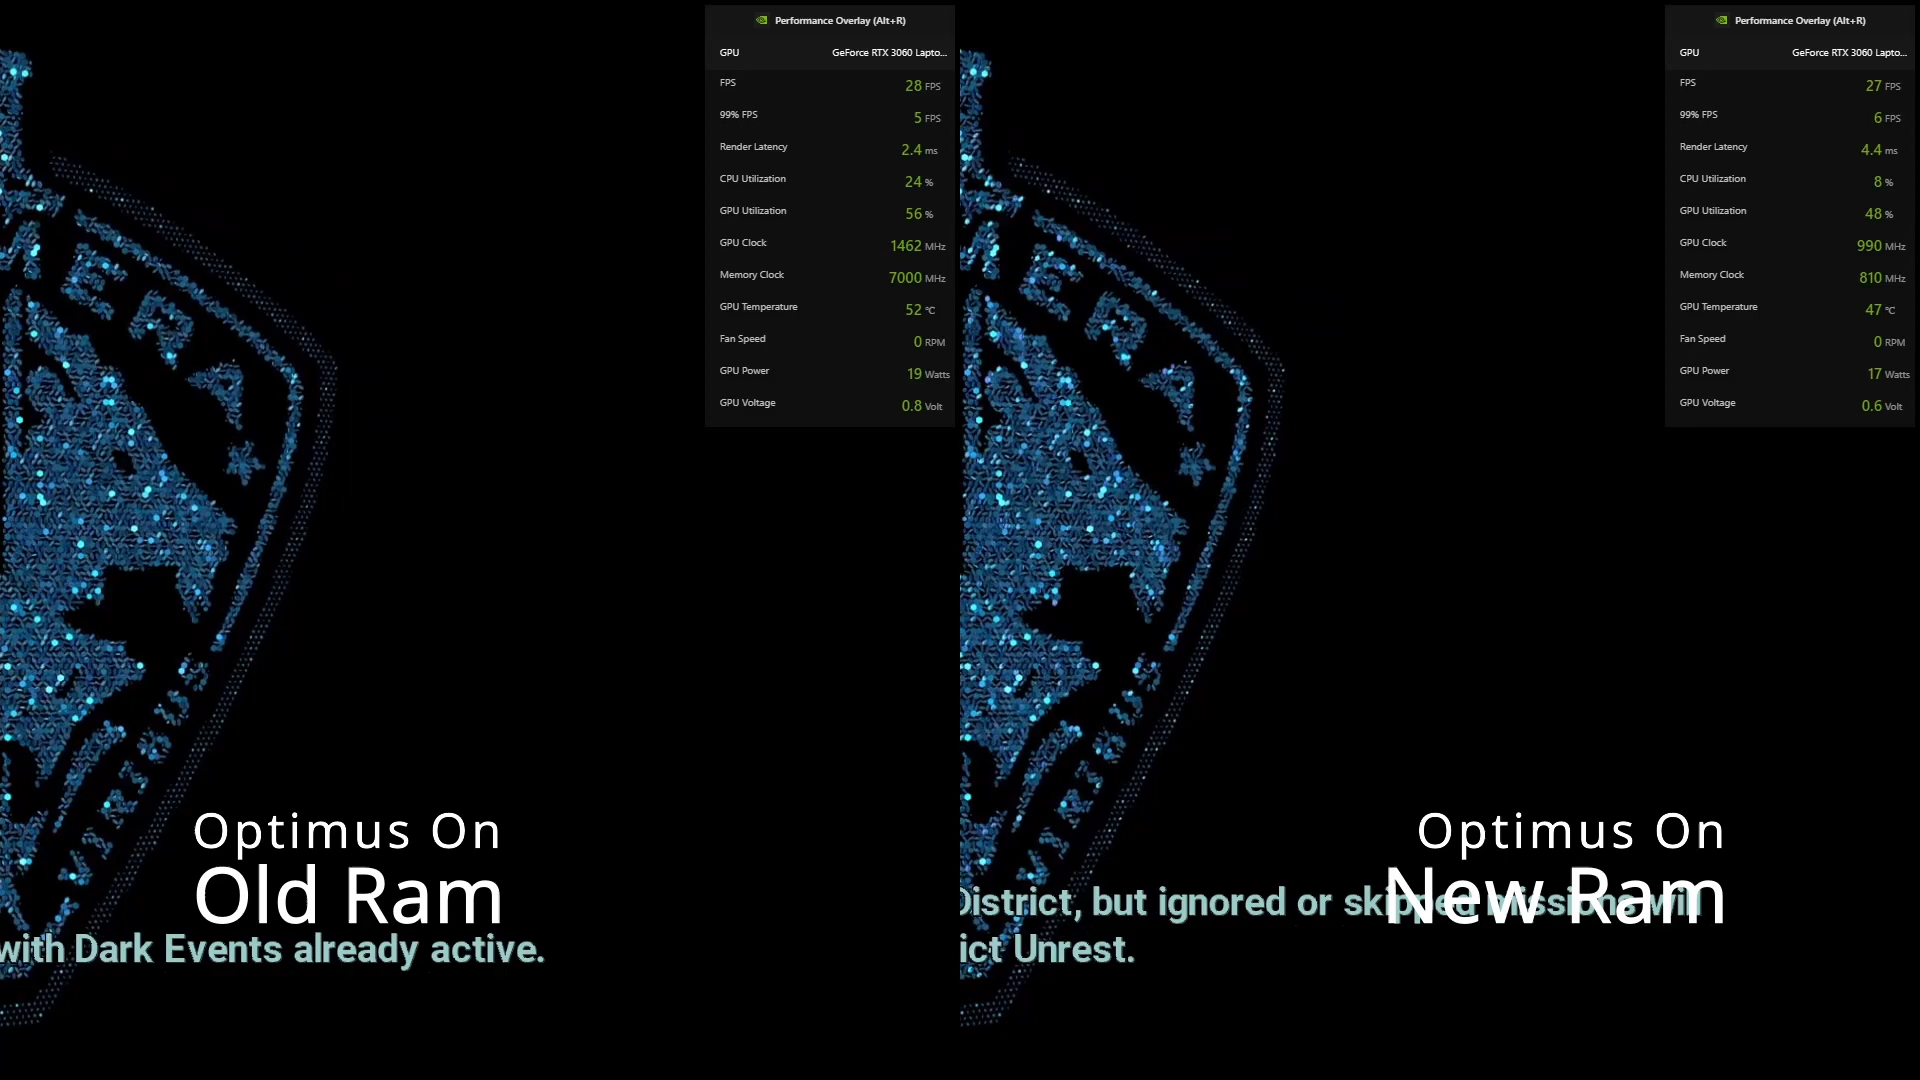 Performance Overlay (Alt+R)
GPU GeForce RTX 3060 Lapto...
FPS 28 FPS
99% FPS 5 FPS
Render Latency 2.4 ms
CPU Utilization 24 %
GPU Utilization 56 %
GPU Clock 1462 MHz
Memory Clock 7000 MHz
GPU Temperature 52 °C
Fan Speed 0 RPM
GPU Power 19 Watts
GPU Voltage 0.8 Volt
ERA
Optimus On
Old Ram
with Dark Events already active.
Performance Overlay (Alt+R)
GPU GeForce RTX 3060 Lapto...
FPS 27 FPS
99% FPS 6 FPS
Render Latency 4.4 ms
CPU Utilization 8 %
GPU Utilization 48 %
GPU Clock 990 MHz
Memory Clock 810 MHz
GPU Temperature 47 °C
Fan Speed 0 RPM
GPU Power 17 Watts
GPU Voltage 0.6 Volt
ERA
Optimus On
New Ram
District, but ignored or skipped missions will
ict Unrest.